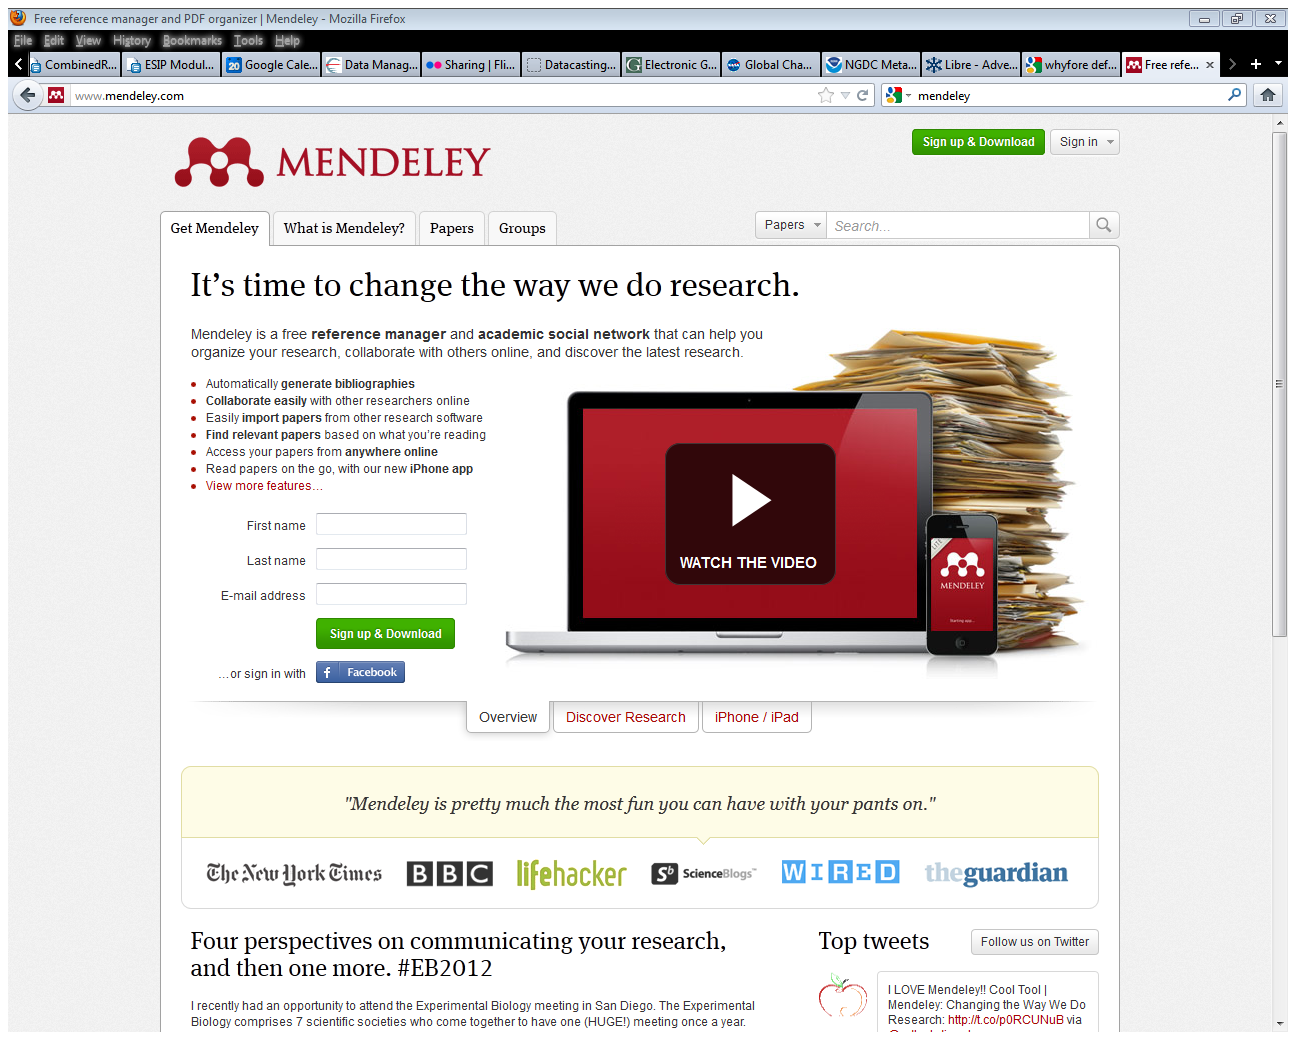 Free reference manager and PDF organizer | Mendeley - Mozilla Firefox
File Edit View History Bookmarks Tools Help
CombinedR... ESIP Modul... Google Cale... Data Manag... Sharing | Fli... Datacasting... Electronic G... Global Cha... NGDC Meta... Libre - Adve... whyfore def... Free refe...
www.mendeley.com
mendeley
MENDELEY
Sign up & Download
Sign in
Get Mendeley
What is Mendeley?
Papers
Groups
Papers
Search...
It's time to change the way we do research.
Mendeley is a free reference manager and academic social network that can help you
organize your research, collaborate with others online, and discover the latest research.
Automatically generate bibliographies
Collaborate easily with other researchers online
Easily import papers from other research software
Find relevant papers based on what you're reading
Access your papers from anywhere online
Read papers on the go, with our new iPhone app
View more features...
First name
Last name
E-mail address
Sign up & Download
...or sign in with
Facebook
WATCH THE VIDEO
LITE
MENDELEY
Starting app...
Overview
Discover Research
iPhone / iPad
"Mendeley is pretty much the most fun you can have with your pants on."
The New York Times
BBC
lifehacker
Sb ScienceBlogs™
WIRED
theguardian
Four perspectives on communicating your research,
and then one more. #EB2012
I recently had an opportunity to attend the Experimental Biology meeting in San Diego. The Experimental
Biology comprises 7 scientific societies who come together to have one (HUGE!) meeting once a year.
Top tweets
Follow us on Twitter
I LOVE Mendeley!! Cool Tool |
Mendeley: Changing the Way We Do
Research: http://t.co/p0RCUNuB via